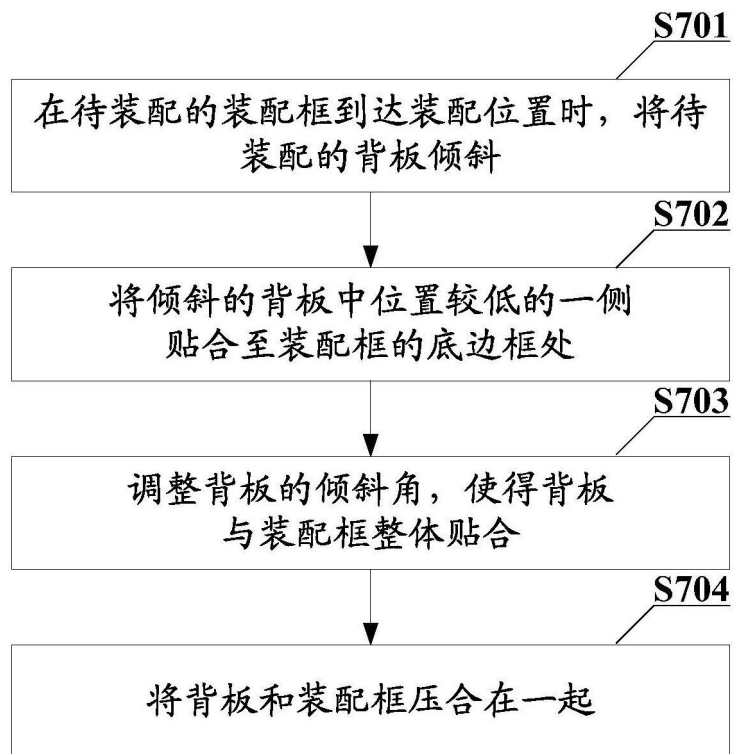 S701
在待装配的装配框到达装配位置时，将待
装配的背板倾斜
S702
将倾斜的背板中位置较低的一侧
贴合至装配框的底边框处
S703
调整背板的倾斜角，使得背板
与装配框整体贴合
S704
将背板和装配框压合在一起